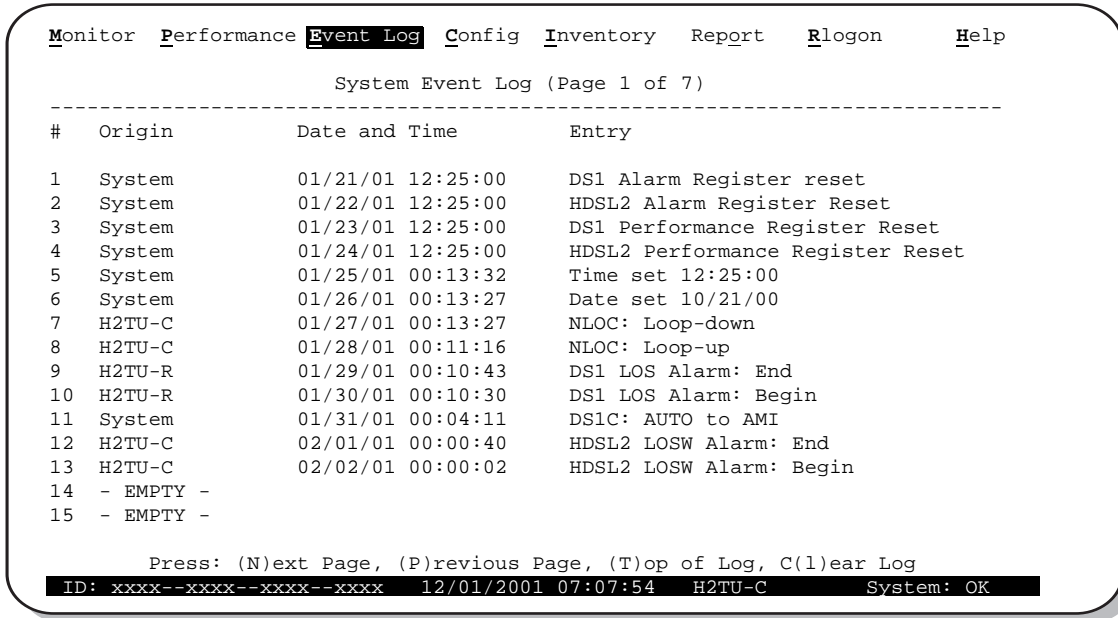 Monitor Performance Event Log Config Inventory Report Rlogon Help
System Event Log (Page 1 of 7)
-----------------------------------------------------------------------------
# Origin Date and Time Entry
1 System 01/21/01 12:25:00 DS1 Alarm Register reset
2 System 01/22/01 12:25:00 HDSL2 Alarm Register Reset
3 System 01/23/01 12:25:00 DS1 Performance Register Reset
4 System 01/24/01 12:25:00 HDSL2 Performance Register Reset
5 System 01/25/01 00:13:32 Time set 12:25:00
6 System 01/26/01 00:13:27 Date set 10/21/00
7 H2TU-C 01/27/01 00:13:27 NLOC: Loop-down
8 H2TU-C 01/28/01 00:11:16 NLOC: Loop-up
9 H2TU-R 01/29/01 00:10:43 DS1 LOS Alarm: End
10 H2TU-R 01/30/01 00:10:30 DS1 LOS Alarm: Begin
11 System 01/31/01 00:04:11 DS1C: AUTO to AMI
12 H2TU-C 02/01/01 00:00:40 HDSL2 LOSW Alarm: End
13 H2TU-C 02/02/01 00:00:02 HDSL2 LOSW Alarm: Begin
14 - EMPTY -
15 - EMPTY -
Press: (N)ext Page, (P)revious Page, (T)op of Log, C(l)ear Log
ID: xxxx--xxxx--xxxx--xxxx 12/01/2001 07:07:54 H2TU-C System: OK